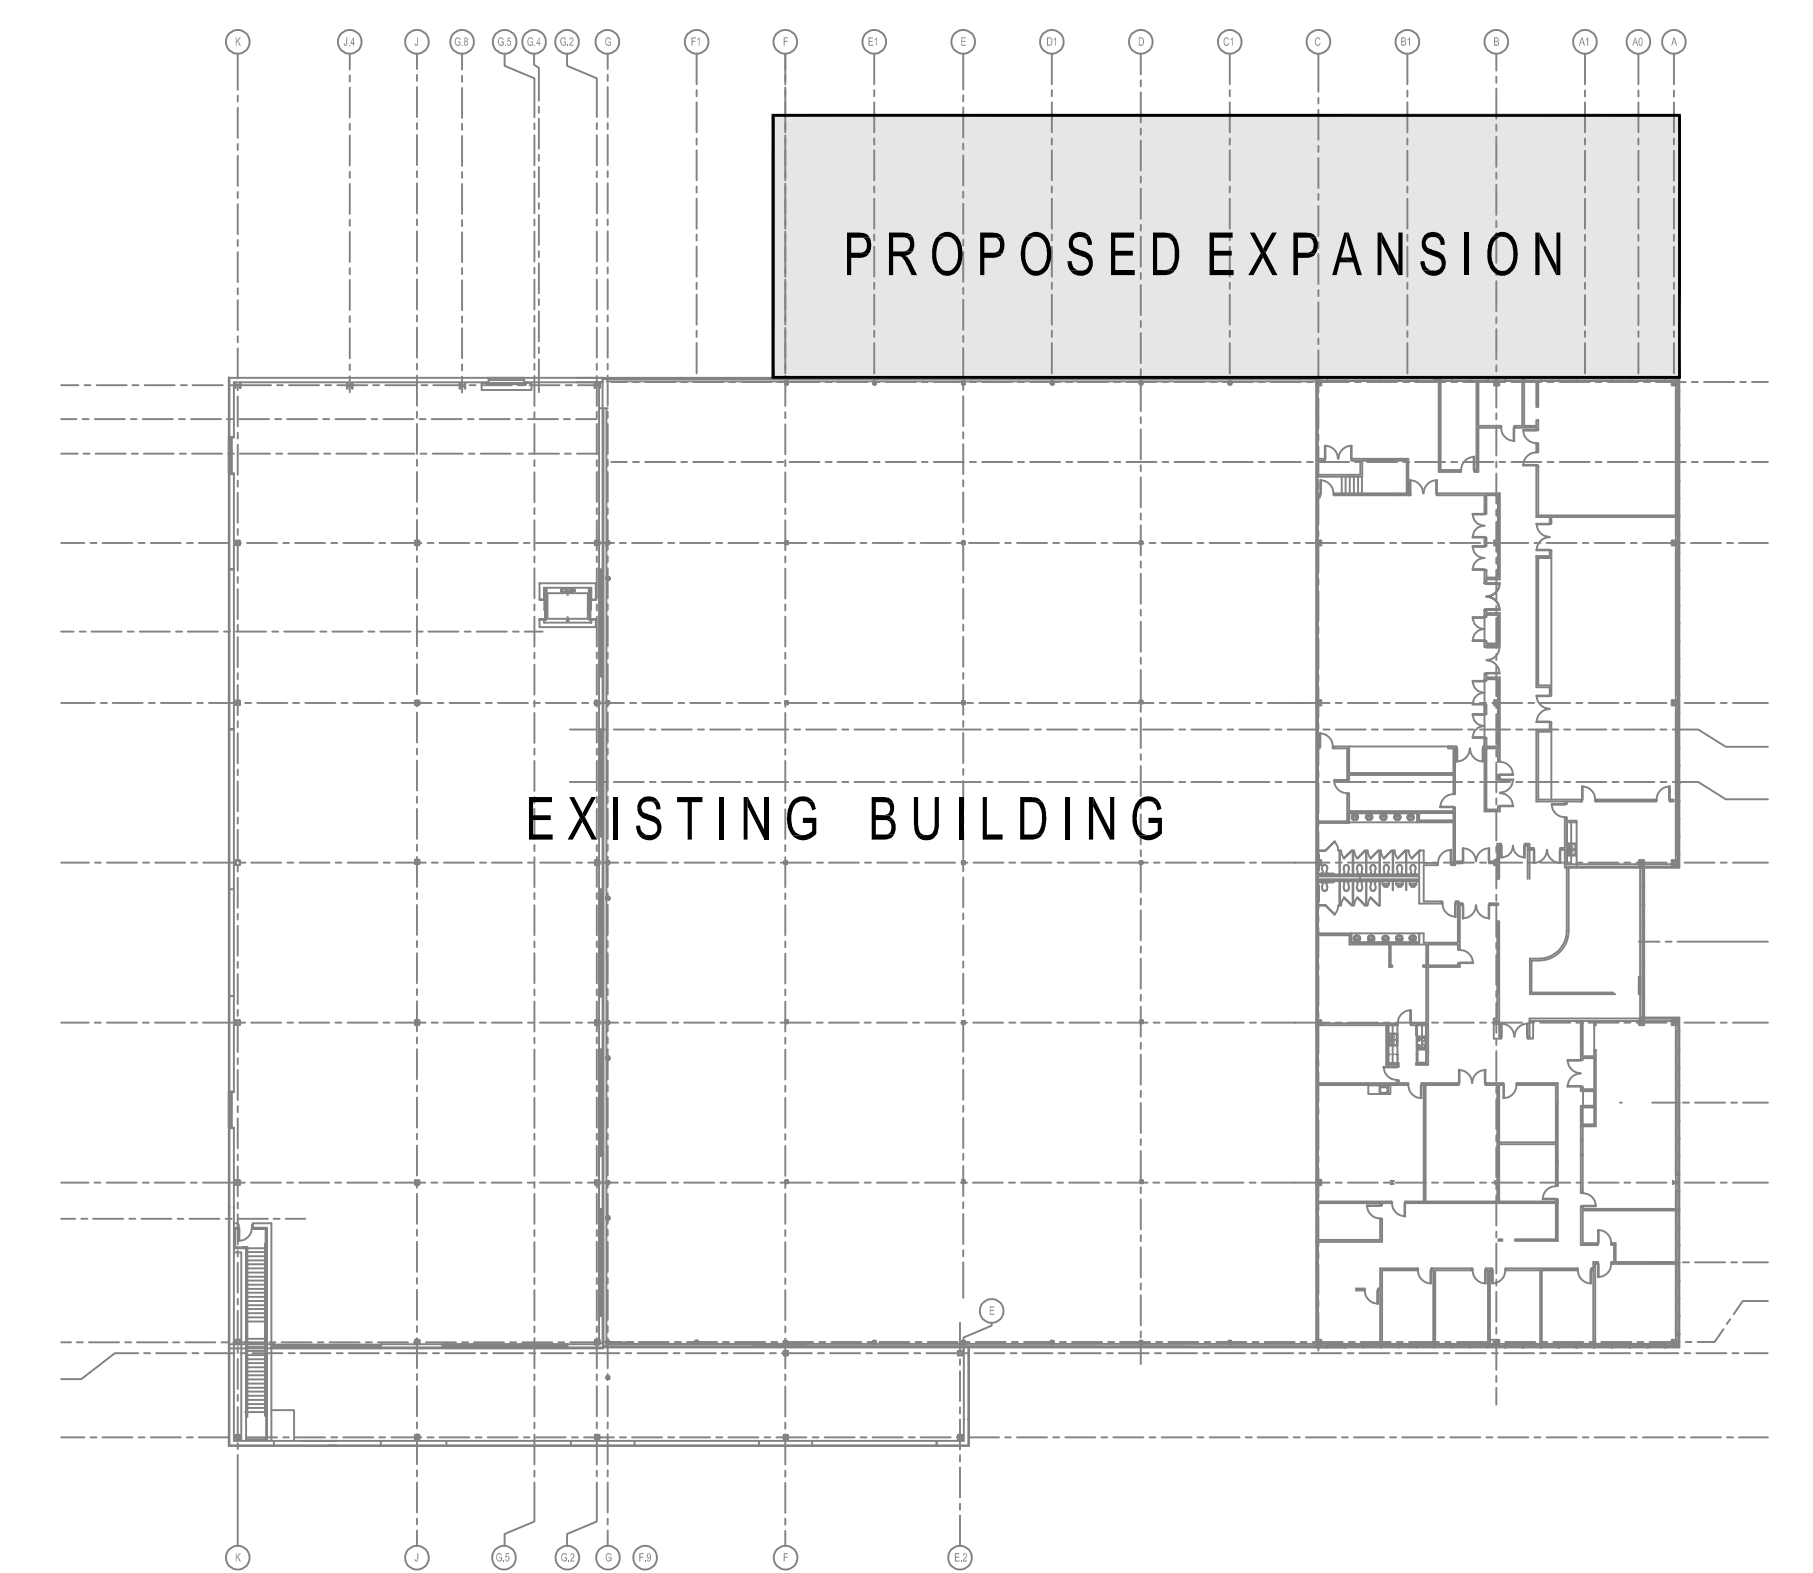 K J.4 J G.8 G.5 G.4 G.2 G F1 F E1 E D1 D C1 C B1 B A1 A0 A
PROPOSED EXPANSION
EXISTING BUILDING
E
K J G.5 G.2 G F.9 F E.2